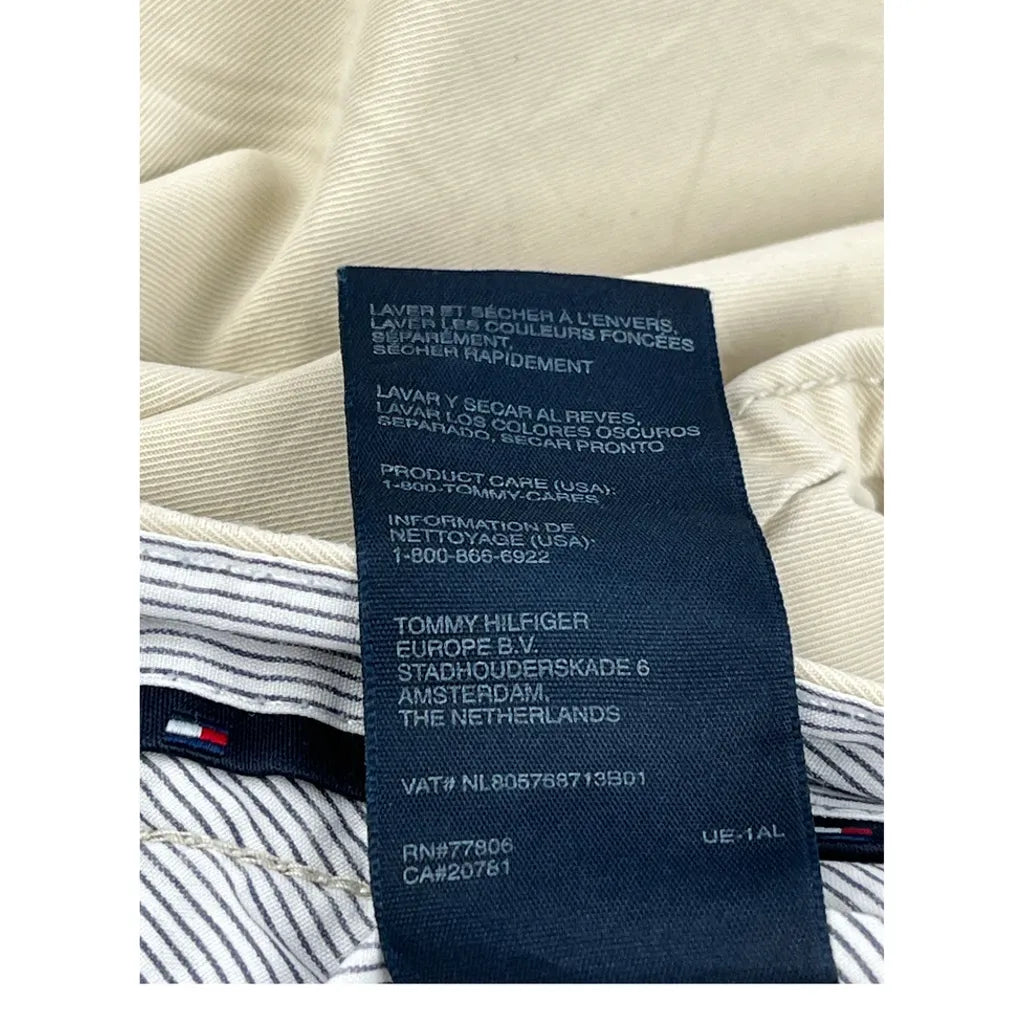 LAVER ET SÉCHER À L'ENVERS,
LAVER LES COULEURS FONCÉES
SÉPARÉMENT,
SÉCHER RAPIDEMENT
LAVAR Y SECAR AL REVES,
LAVAR LOS COLORES OSCUROS
SEPARADO, SECAR PRONTO
PRODUCT CARE (USA):
1-800-TOMMY-CARES
INFORMATION DE
NETTOYAGE (USA):
1-800-866-6922
TOMMY HILFIGER
EUROPE B.V.
STADHOUDERSKADE 6
AMSTERDAM,
THE NETHERLANDS
VAT# NL805768713B01
RN#77806
CA#20781
UE-1AL